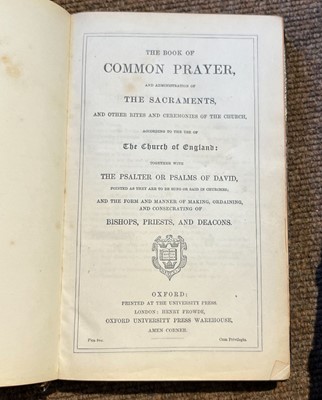 THE BOOK OF
COMMON PRAYER,
AND ADMINISTRATION OF
THE SACRAMENTS,
AND OTHER RITES AND CEREMONIES OF THE CHURCH,
ACCORDING TO THE USE OF
The Church of England:
TOGETHER WITH
THE PSALTER OR PSALMS OF DAVID,
POINTED AS THEY ARE TO BE SUNG OR SAID IN CHURCHES;
AND THE FORM AND MANNER OF MAKING, ORDAINING,
AND CONSECRATING OF
BISHOPS, PRIESTS, AND DEACONS.
OXFORD:
PRINTED AT THE UNIVERSITY PRESS.
LONDON: HENRY FROWDE,
OXFORD UNIVERSITY PRESS WAREHOUSE,
AMEN CORNER.
Pica 8vo. Cum Privilegio.